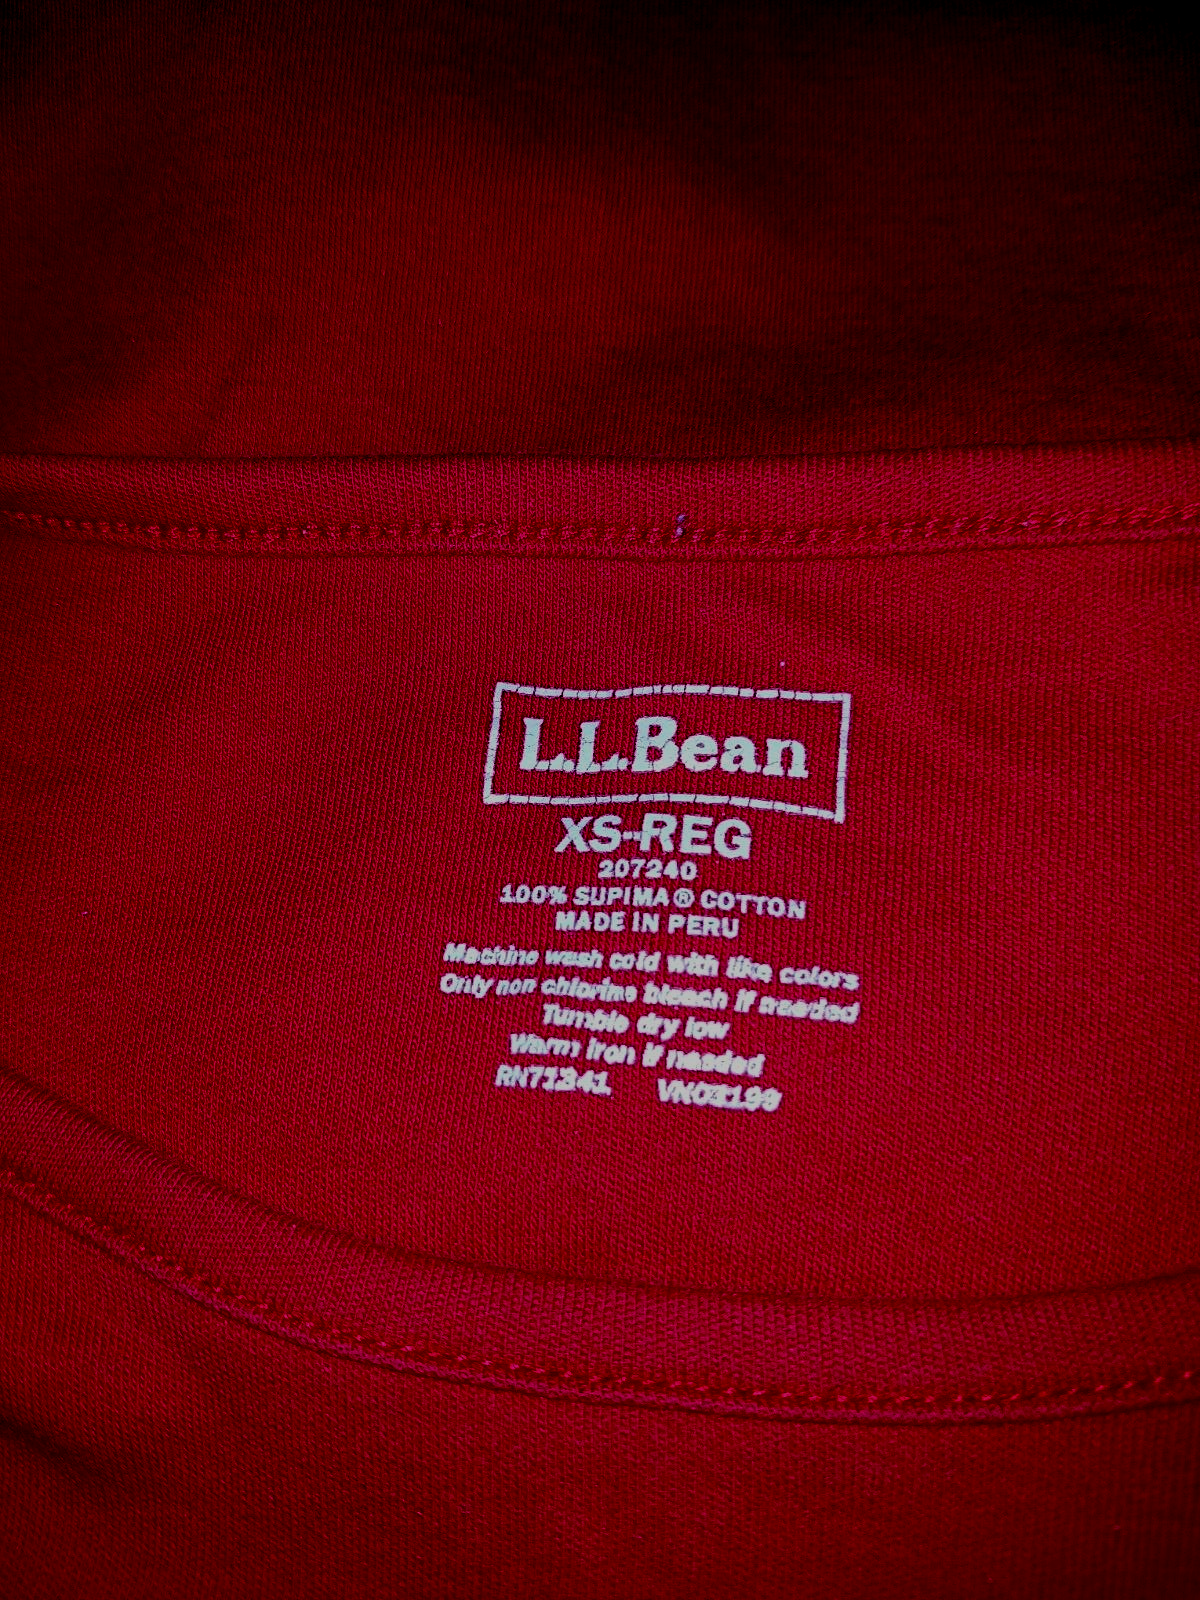 L.L.Bean
XS-REG
207240
100% SUPIMA® COTTON
MADE IN PERU
Machine wash cold with like colors
Only non chlorine bleach if needed
Tumble dry low
Warm iron if needed
RN71341